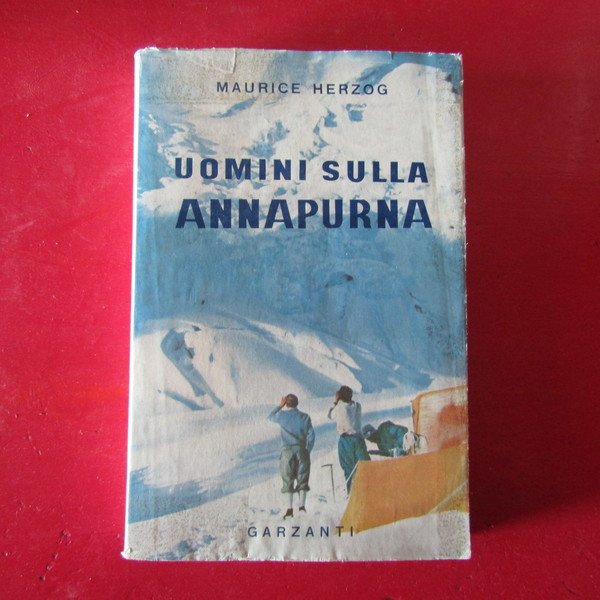 MAURICE HERZOG
UOMINI SULLA
ANNAPURNA
GARZANTI